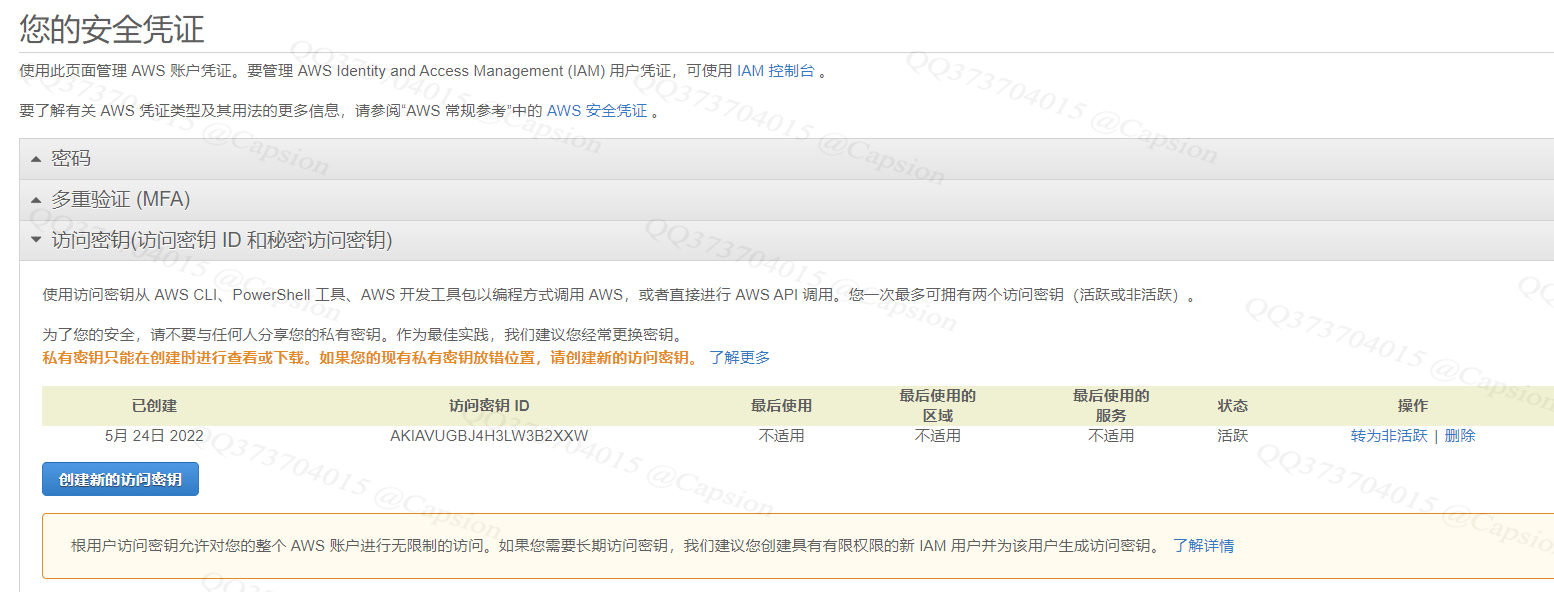 您的安全凭证
使用此页面管理 AWS 账户凭证。要管理 AWS Identity and Access Management (IAM) 用户凭证，可使用 IAM 控制台 。
要了解有关 AWS 凭证类型及其用法的更多信息，请参阅“AWS 常规参考”中的 AWS 安全凭证 。
密码
多重验证 (MFA)
访问密钥(访问密钥 ID 和秘密访问密钥)
使用访问密钥从 AWS CLI、PowerShell 工具、AWS 开发工具包以编程方式调用 AWS，或者直接进行 AWS API 调用。您一次最多可拥有两个访问密钥（活跃或非活跃）。
为了您的安全，请不要与任何人分享您的私有密钥。作为最佳实践，我们建议您经常更换密钥。
私有密钥只能在创建时进行查看或下载。如果您的现有私有密钥放错位置，请创建新的访问密钥。 了解更多
已创建 访问密钥 ID 最后使用 最后使用的区域 最后使用的服务 状态 操作
5月 24日 2022 AKIAVUGBJ4H3LW3B2XXW 不适用 不适用 不适用 活跃 转为非活跃 | 删除
创建新的访问密钥
根用户访问密钥允许对您的整个 AWS 账户进行无限制的访问。如果您需要长期访问密钥，我们建议您创建具有有限权限的新 IAM 用户并为该用户生成访问密钥。 了解详情
QQ373704015 @Capsion